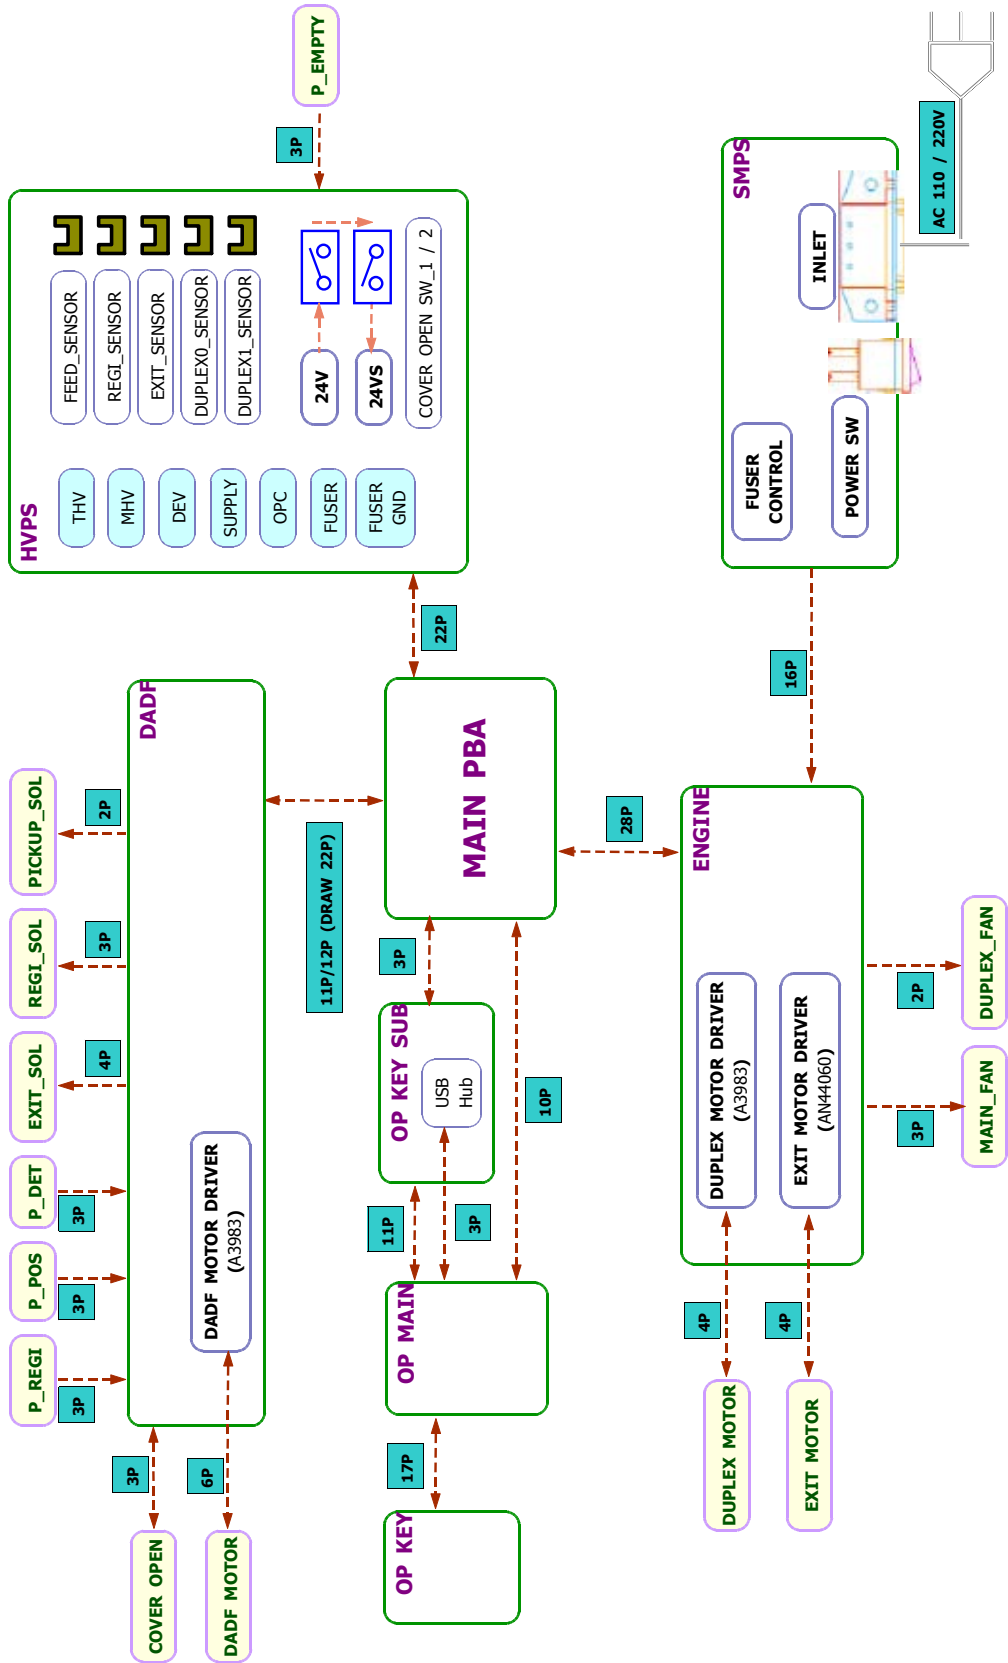 COVER OPEN
DADF MOTOR
3P
6P
P_REGI
3P
P_POS
3P
P_DET
3P
EXIT_SOL
4P
REGI_SOL
3P
PICKUP_SOL
2P
DADF
DADF MOTOR DRIVER
(A3983)
11P/12P (DRAW 22P)
HVPS
THV
MHV
DEV
SUPPLY
OPC
FUSER
FUSER
GND
FEED_SENSOR
REGI_SENSOR
EXIT_SENSOR
DUPLEX0_SENSOR
DUPLEX1_SENSOR
24V
24VS
COVER OPEN SW_1 / 2
3P
P_EMPTY
22P
OP KEY
17P
OP MAIN
11P
3P
OP KEY SUB
USB
Hub
3P
10P
MAIN PBA
28P
ENGINE
DUPLEX MOTOR DRIVER
(A3983)
EXIT MOTOR DRIVER
(AN44060)
4P
4P
DUPLEX MOTOR
EXIT MOTOR
3P
MAIN_FAN
2P
DUPLEX_FAN
16P
SMPS
FUSER
CONTROL
POWER SW
INLET
AC 110 / 220V